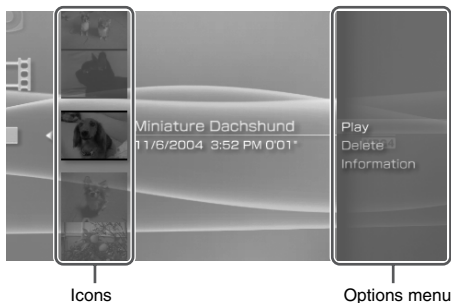 Miniature Dachshund
11/6/2004 3:52 PM 0'01"
Play
Delete
Information
Icons
Options menu